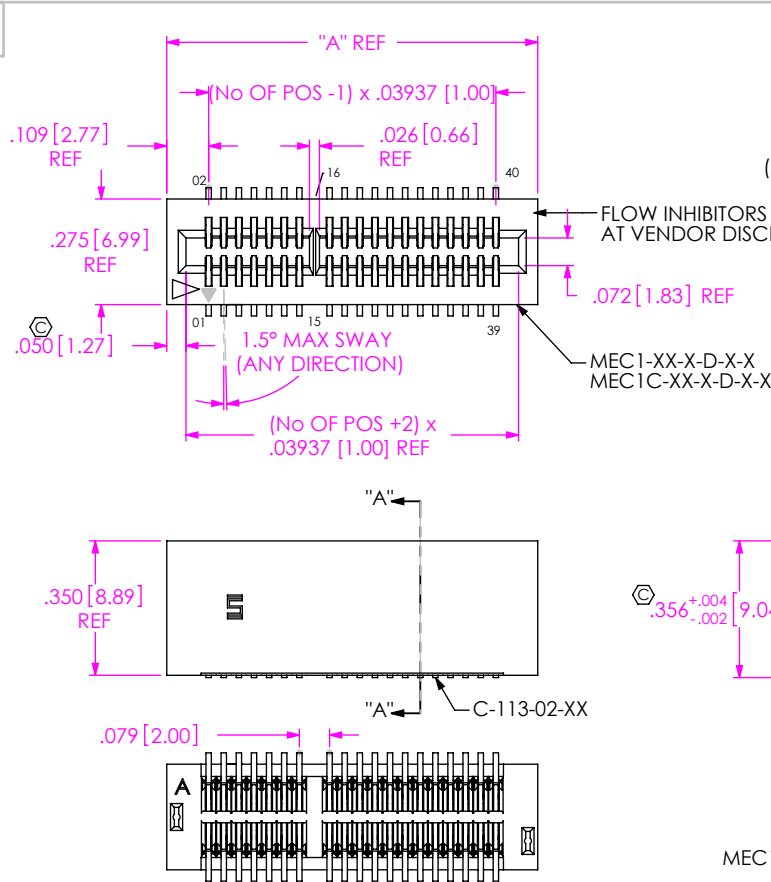 "A" REF
(No OF POS -1) x .03937 [1.00]
.109 [2.77]
REF
.026 [0.66]
REF
02
16
40
(
FLOW INHIBITORS
AT VENDOR DISC
.275 [6.99]
REF
.072 [1.83] REF
C
.050 [1.27]
01
15
39
1.5° MAX SWAY
(ANY DIRECTION)
MEC1-XX-X-D-X-X
MEC1C-XX-X-D-X-X
(No OF POS +2) x
.03937 [1.00] REF
"A"
.350 [8.89]
REF
C
.356 +.004 -.002 [9.04
"A"
C-113-02-XX
.079 [2.00]
A
MEC1